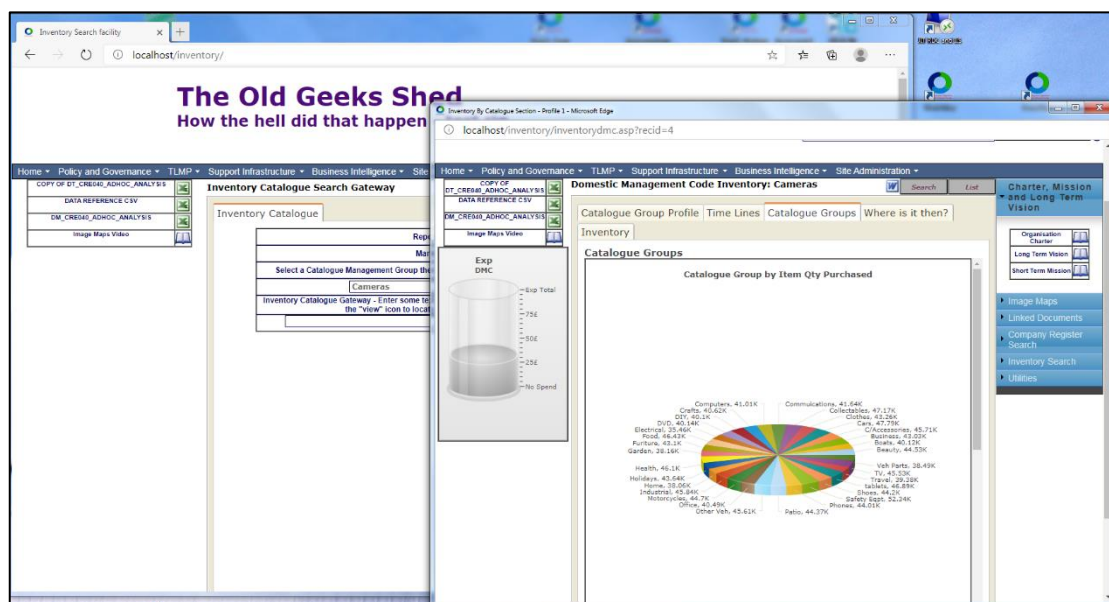 Inventory Search facility
localhost/inventory/
The Old Geeks Shed
How the hell did that happen
Home Policy and Governance TLMP Support Infrastructure Business Intelligence Site
COPY OF DT_CRE040_ADHOC_ANALYSIS
DATA REFERENCE CSV
DM_CRE040_ADHOC_ANALYSIS
Image Maps Video
Inventory Catalogue Search Gateway
Inventory Catalogue
Select a Catalogue Management Group
Cameras
Inventory Catalogue Gateway - Enter some
the "view" icon to
Inventory By Catalogue Section - Profile 1 - Microsoft Edge
localhost/inventory/inventorydmc.asp?recid=4
Home Policy and Governance TLMP Support Infrastructure Business Intelligence Site Administration
COPY OF
DT_CRE040_ADHOC_ANALYSIS
DATA REFERENCE CSV
DM_CRE040_ADHOC_ANALYSIS
Image Maps Video
Exp
DMC
Exp Total
75£
50£
25£
No Spend
Domestic Management Code Inventory: Cameras
Search List
Catalogue Group Profile Time Lines Catalogue Groups Where is it then?
Inventory
Catalogue Groups
Catalogue Group by Item Qty Purchased
Computers, 41.01K
Crafts, 40.62K
DIY, 40.1K
DVD, 40.14K
Electrical, 35.46K
Food, 46.43K
Furiture, 43.1K
Garden, 38.16K
Health, 46.1K
Holidays, 43.64K
Home, 38.06K
Industrial, 45.84K
Motorcycles, 44.7K
Office, 40.49K
Other Veh, 45.61K
Commuications, 41.64K
Collectables, 47.17K
Clothes, 43.26K
Cars, 47.79K
C/Accessories, 45.71K
Business, 43.03K
Boats, 40.12K
Beauty, 44.53K
Veh Parts, 38.49K
TV, 45.53K
Travel, 39.38K
tablets, 46.89K
Shoes, 44.2K
Safety Eqpt, 52.34K
Phones, 44.01K
Patio, 44.37K
Charter, Mission
and Long Term
Vision
Organisation
Charter
Long Term Vision
Short Term Mission
Image Maps
Linked Documents
Company Register
Search
Inventory Search
Utilities